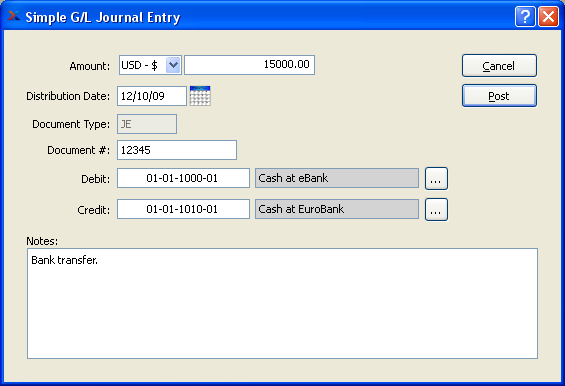 Simple G/L Journal Entry
Amount: USD - $ 15000.00 Cancel
Distribution Date: 12/10/09 Post
Document Type: JE
Document #: 12345
Debit: 01-01-1000-01 Cash at eBank ...
Credit: 01-01-1010-01 Cash at EuroBank ...
Notes:
Bank transfer.